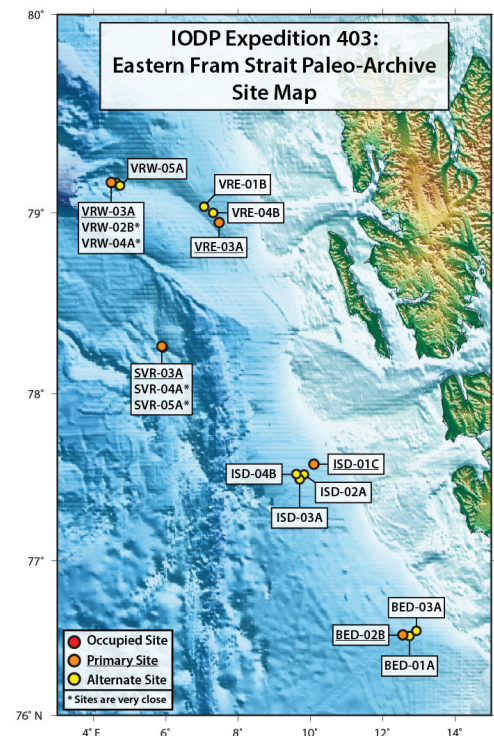 IODP Expedition 403:
Eastern Fram Strait Paleo-Archive
Site Map
80°
79°
78°
77°
76° N
VRW-05A
VRW-03A
VRW-02B*
VRW-04A*
VRE-01B
VRE-04B
VRE-03A
SVR-03A
SVR-04A*
SVR-05A*
ISD-04B
ISD-01C
ISD-02A
ISD-03A
BED-03A
BED-02B
BED-01A
Occupied Site
Primary Site
Alternate Site
* Sites are very close
4° E
6°
8°
10°
12°
14°